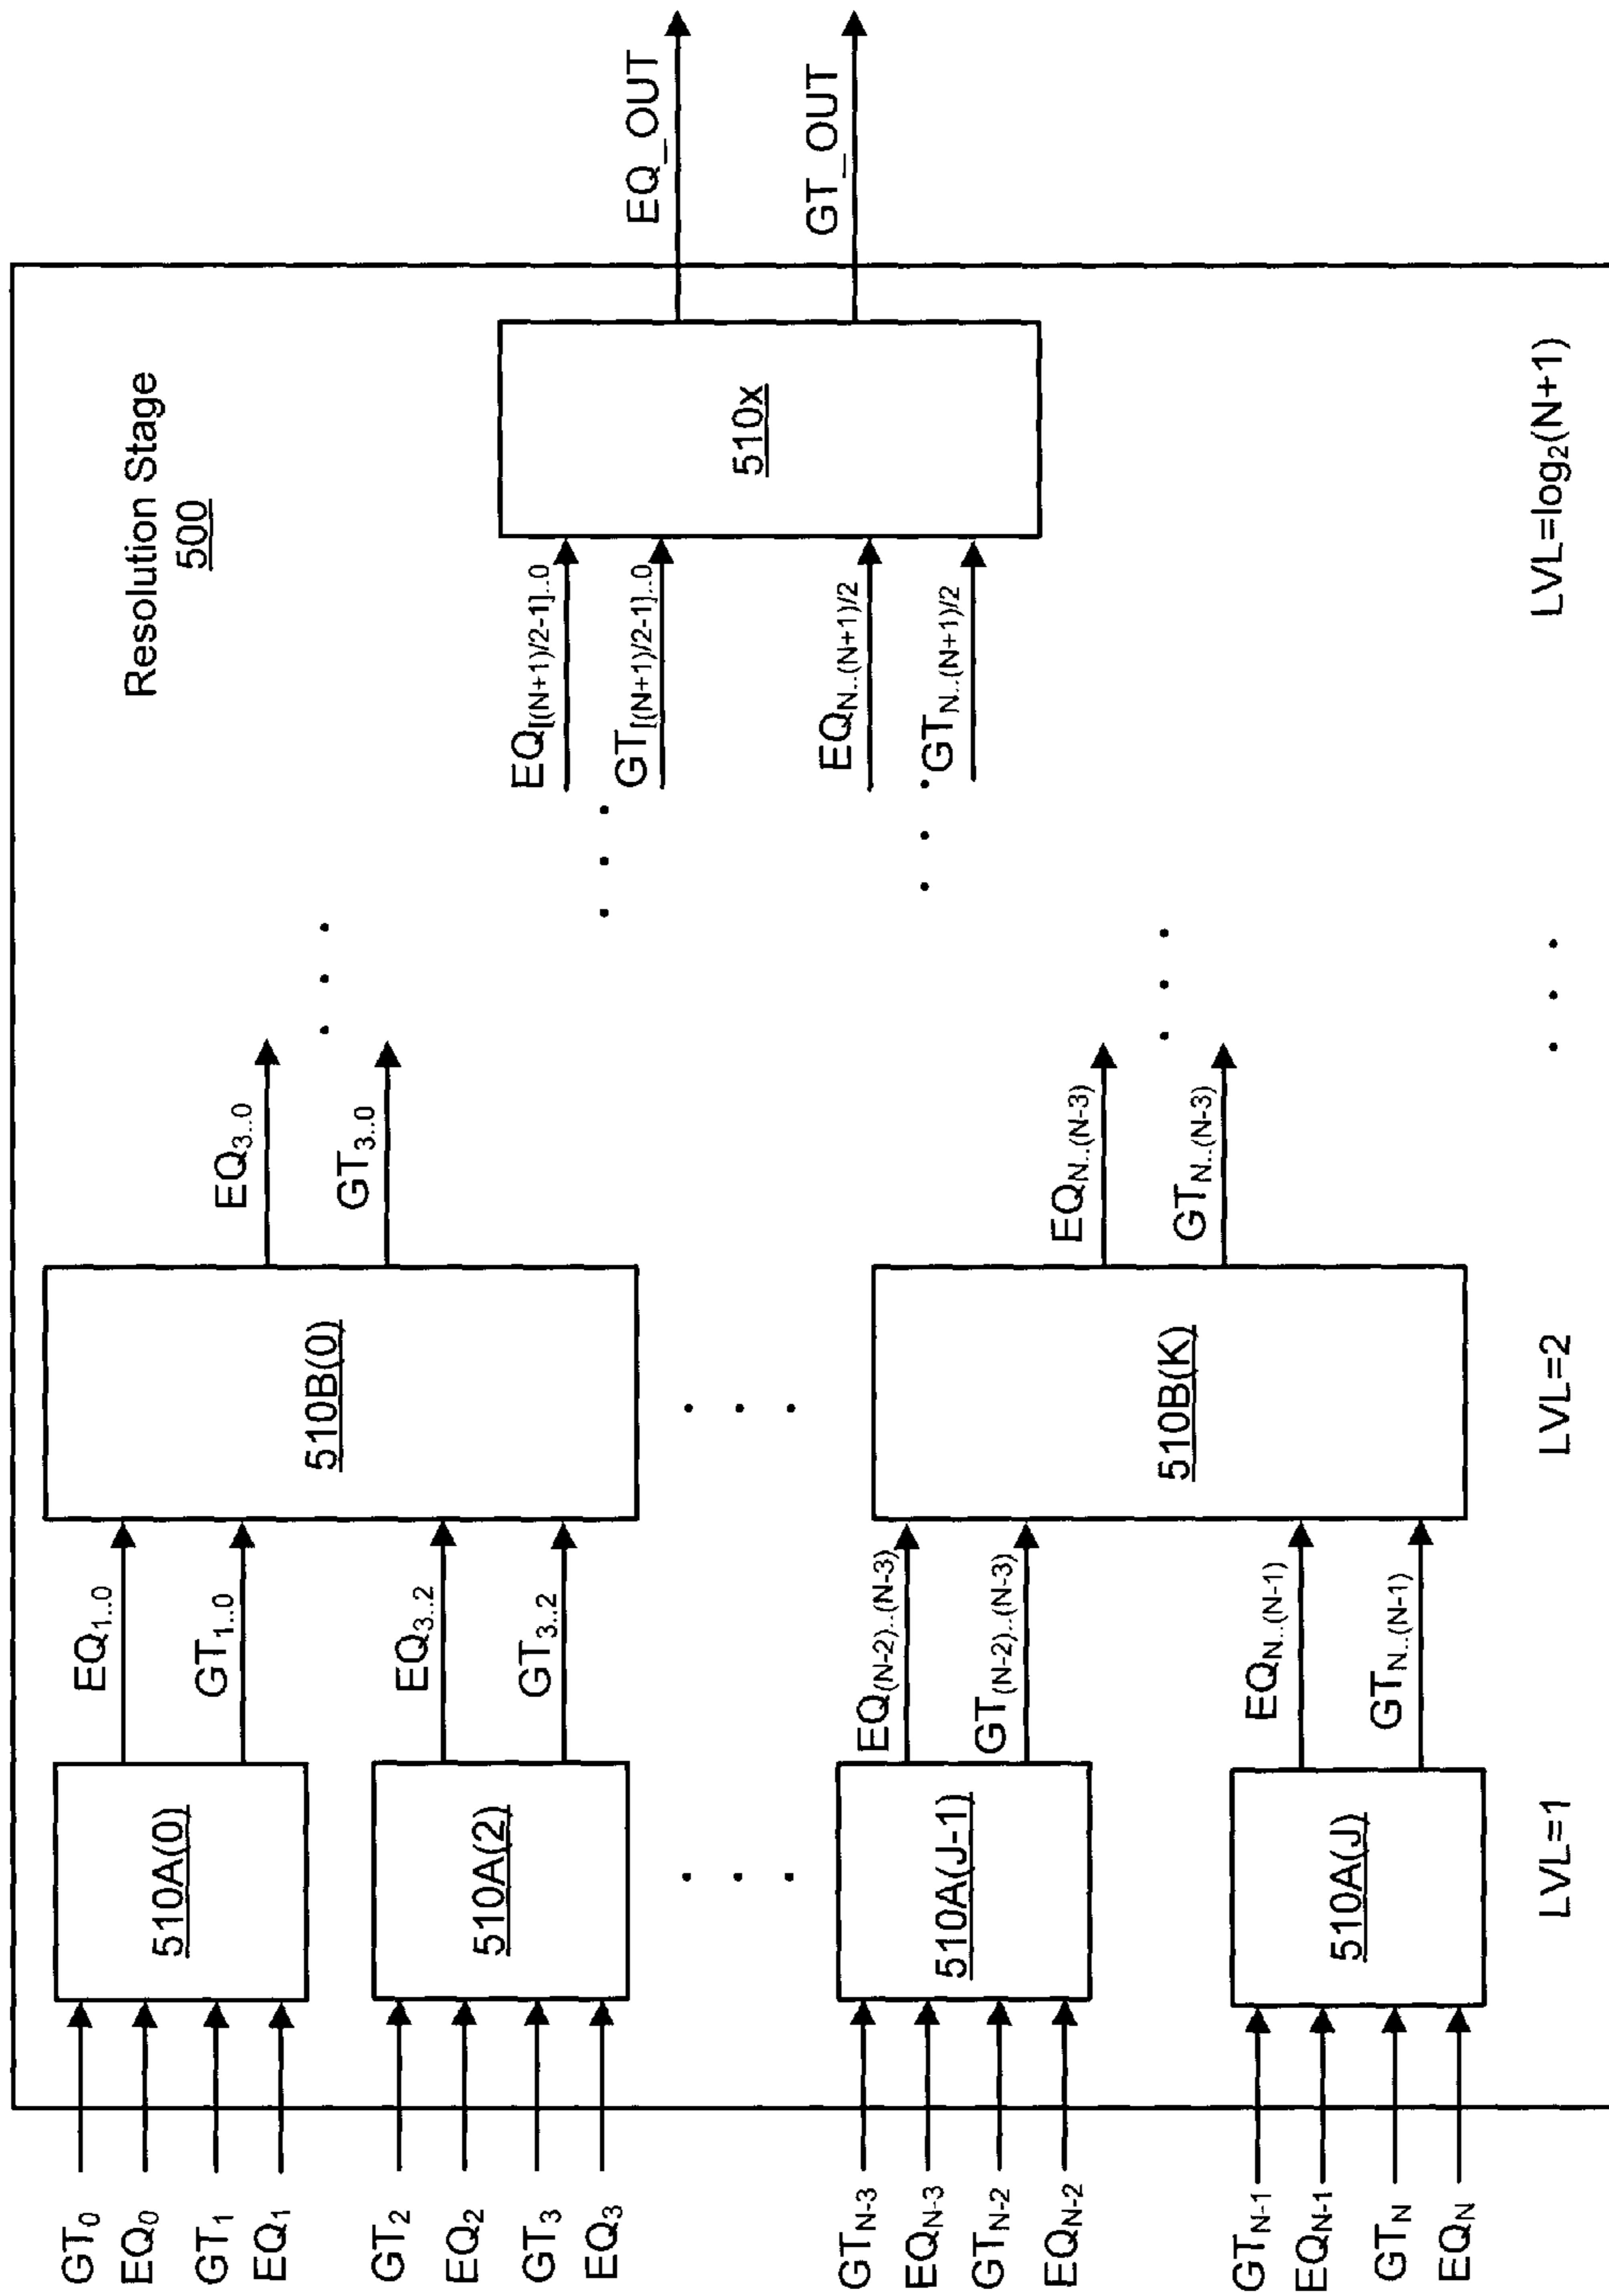 Resolution Stage
500
GT0
EQ0
GT1
EQ1
GT2
EQ2
GT3
EQ3
GTN-3
EQN-3
GTN-2
EQN-2
GTN-1
EQN-1
GTN
EQN
510A(0)
510A(2)
510A(J-1)
510A(J)
LVL=1
EQ1..0
GT1..0
EQ3..2
GT3..2
EQ(N-2)..(N-3)
GT(N-2)..(N-3)
EQN..(N-1)
GTN..(N-1)
510B(0)
510B(K)
LVL=2
EQ3..0
GT3..0
EQN..(N-3)
GTN..(N-3)
EQ[(N+1)/2-1]..0
GT[(N+1)/2-1]..0
EQN..(N+1)/2
GTN..(N+1)/2
510x
LVL=log2(N+1)
EQ_OUT
GT_OUT